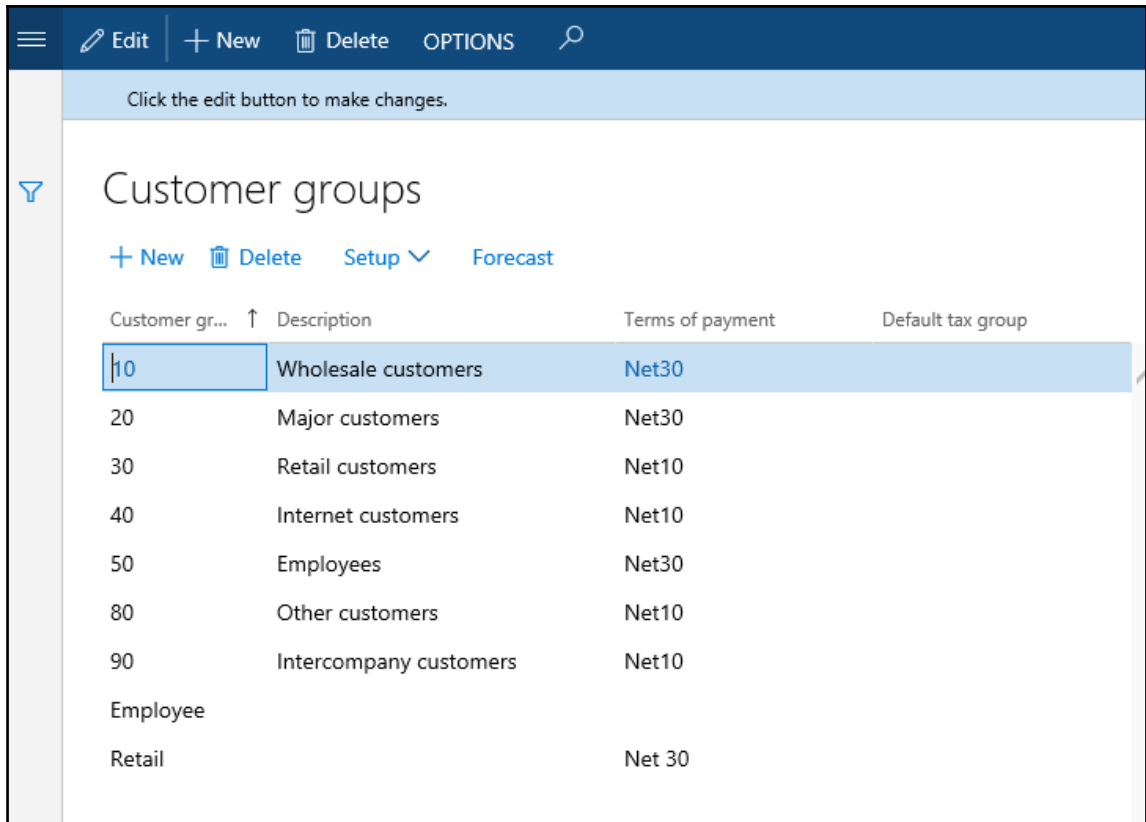 Edit New Delete OPTIONS
Click the edit button to make changes.
Customer groups
New Delete Setup Forecast
Customer gr... ↑ Description Terms of payment Default tax group
10 Wholesale customers Net30
20 Major customers Net30
30 Retail customers Net10
40 Internet customers Net10
50 Employees Net30
80 Other customers Net10
90 Intercompany customers Net10
Employee
Retail Net 30